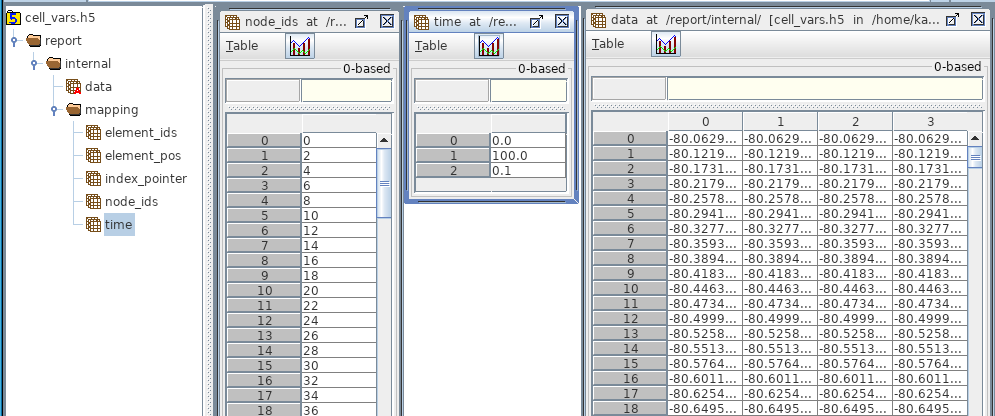 cell_vars.h5
report
internal
data
mapping
element_ids
element_pos
index_pointer
node_ids
time
node_ids at /r...
Table
0-based
0 0
1 2
2 4
3 6
4 8
5 10
6 12
7 14
8 16
9 18
10 20
11 22
12 24
13 26
14 28
15 30
16 32
17 34
18 36
time at /re...
Table
0-based
0 0.0
1 100.0
2 0.1
data at /report/internal/ [cell_vars.h5 in /home/ka...
Table
0-based
0 1 2 3
0 -80.0629... -80.0629... -80.0629... -80.0629...
1 -80.1219... -80.1219... -80.1219... -80.1219...
2 -80.1731... -80.1731... -80.1731... -80.1731...
3 -80.2179... -80.2179... -80.2179... -80.2179...
4 -80.2578... -80.2578... -80.2578... -80.2578...
5 -80.2941... -80.2941... -80.2941... -80.2941...
6 -80.3277... -80.3277... -80.3277... -80.3277...
7 -80.3593... -80.3593... -80.3593... -80.3593...
8 -80.3894... -80.3894... -80.3894... -80.3894...
9 -80.4183... -80.4183... -80.4183... -80.4183...
10 -80.4463... -80.4463... -80.4463... -80.4463...
11 -80.4734... -80.4734... -80.4734... -80.4734...
12 -80.4999... -80.4999... -80.4999... -80.4999...
13 -80.5258... -80.5258... -80.5258... -80.5258...
14 -80.5513... -80.5513... -80.5513... -80.5513...
15 -80.5764... -80.5764... -80.5764... -80.5764...
16 -80.6011... -80.6011... -80.6011... -80.6011...
17 -80.6254... -80.6254... -80.6254... -80.6254...
18 -80.6495... -80.6495... -80.6495... -80.6495...